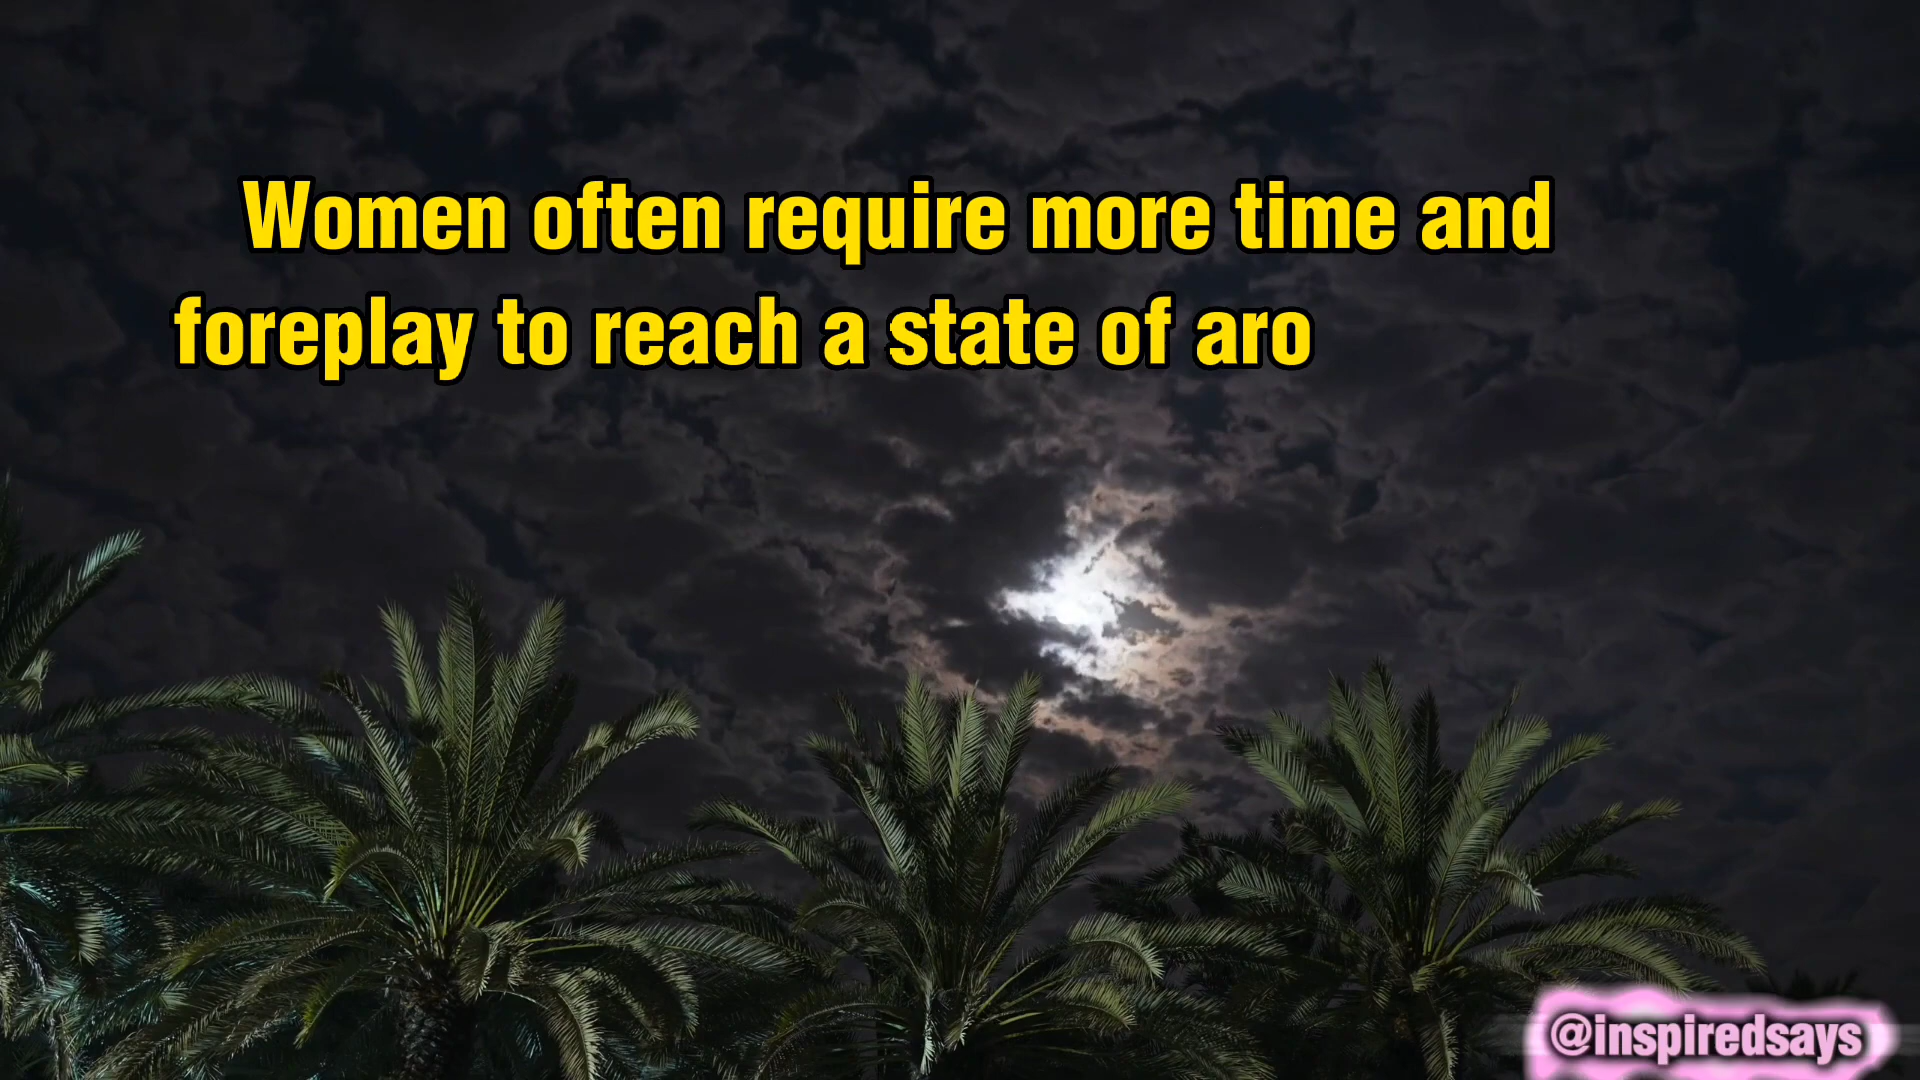 Women often require more time and
foreplay to reach a state of aro
@inspiredsays